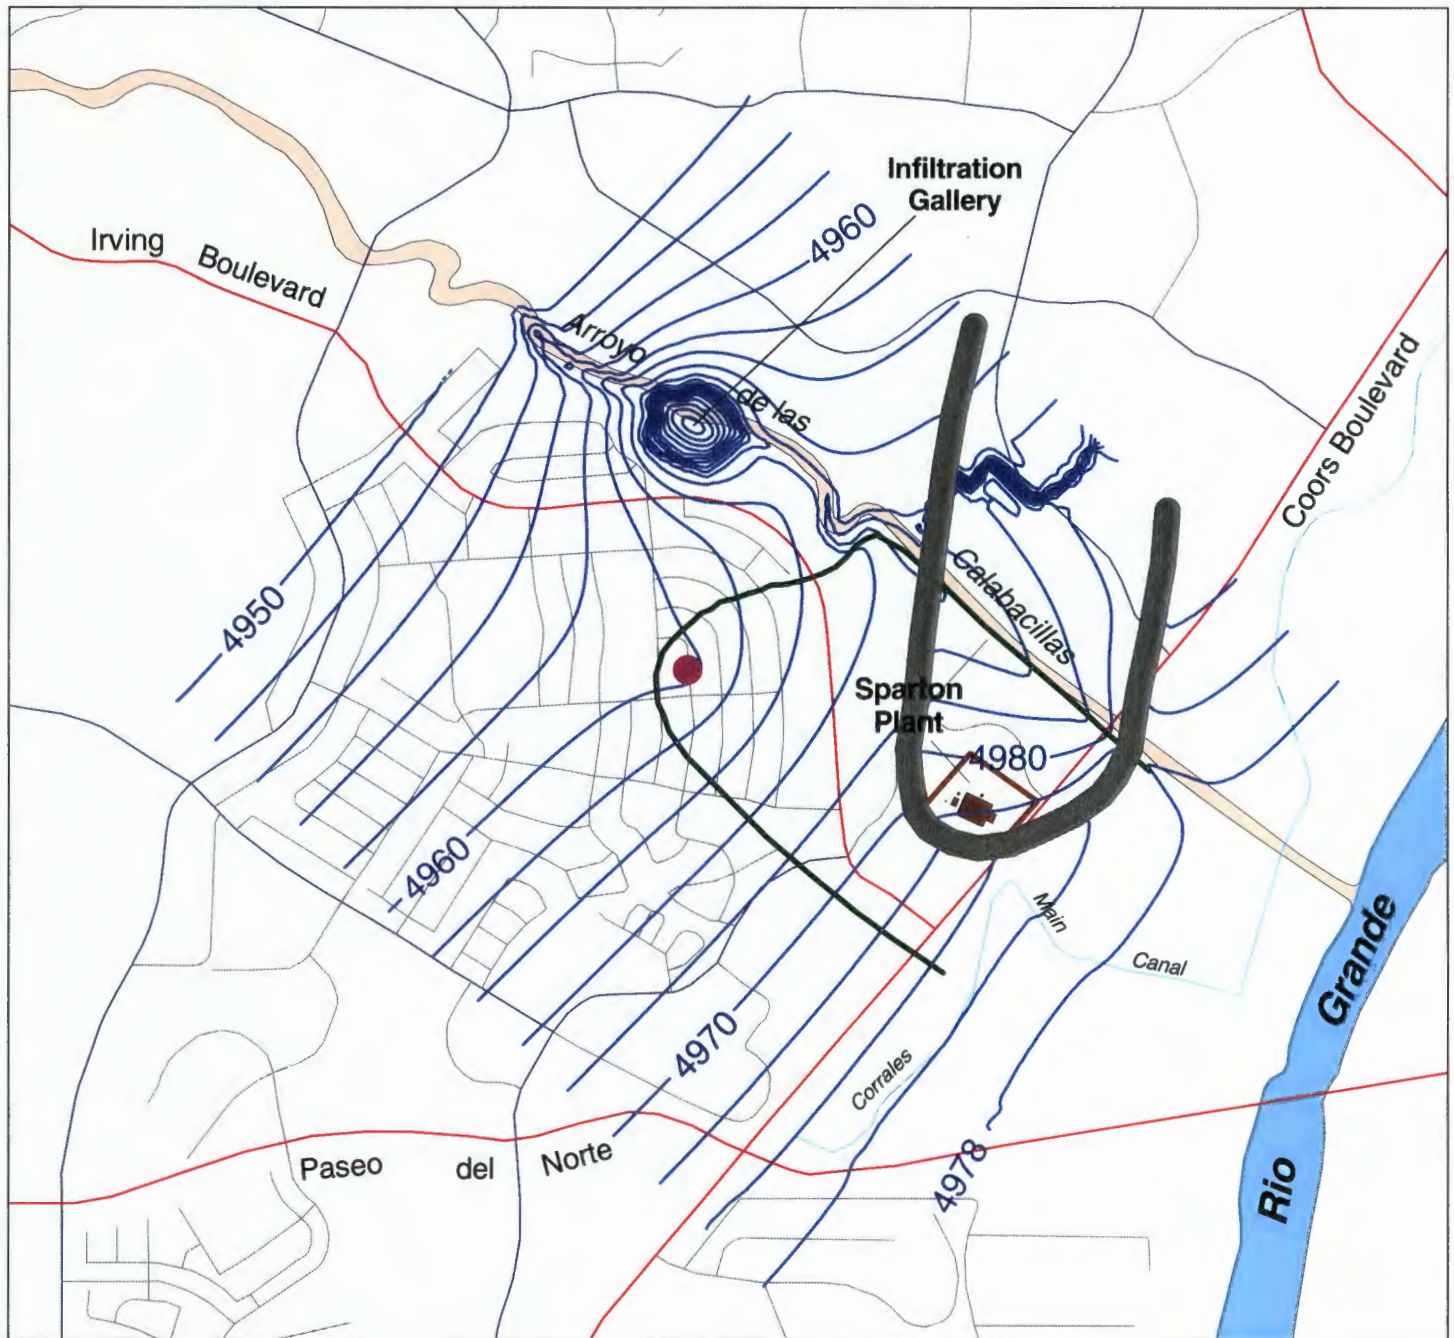 Infiltration
Gallery
4960
Irving Boulevard
Arroyo
de las
Calabacillas
Coors Boulevard
4950
Sparton
Plant
4980
4960
Main
Canal
Rio Grande
4970
Corrales
Paseo del Norte
4978